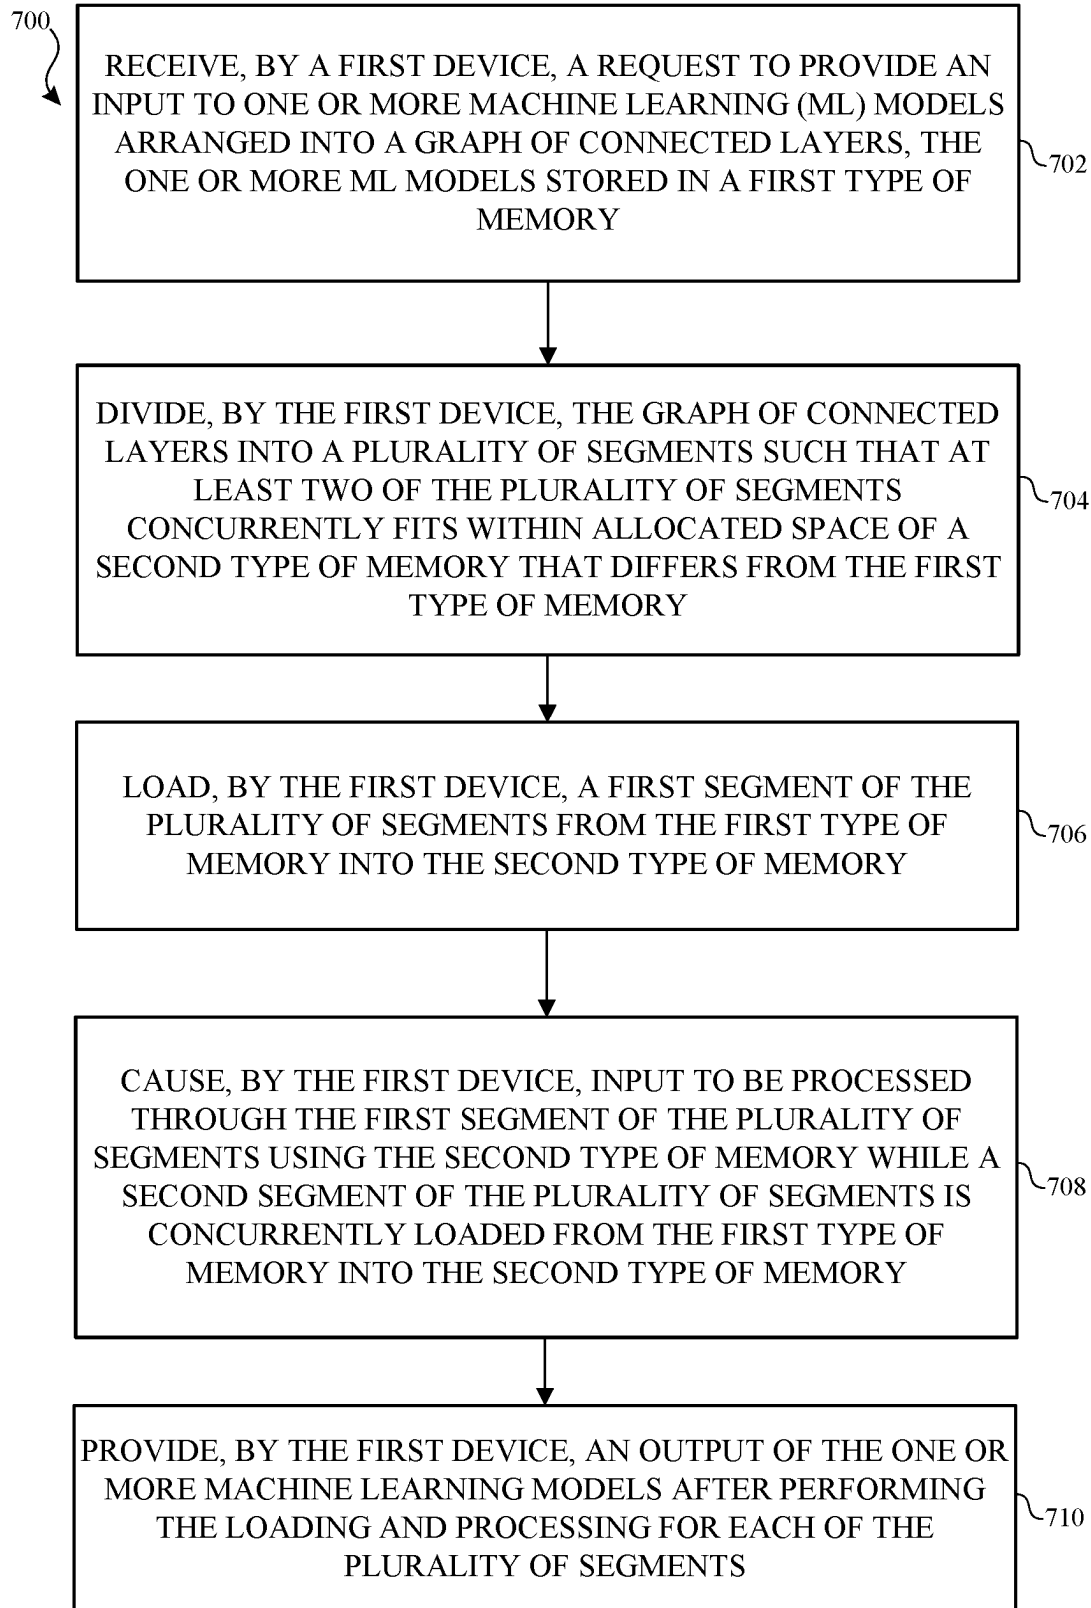 700
RECEIVE, BY A FIRST DEVICE, A REQUEST TO PROVIDE AN
INPUT TO ONE OR MORE MACHINE LEARNING (ML) MODELS
ARRANGED INTO A GRAPH OF CONNECTED LAYERS, THE
ONE OR MORE ML MODELS STORED IN A FIRST TYPE OF
MEMORY
702
DIVIDE, BY THE FIRST DEVICE, THE GRAPH OF CONNECTED
LAYERS INTO A PLURALITY OF SEGMENTS SUCH THAT AT
LEAST TWO OF THE PLURALITY OF SEGMENTS
CONCURRENTLY FITS WITHIN ALLOCATED SPACE OF A
SECOND TYPE OF MEMORY THAT DIFFERS FROM THE FIRST
TYPE OF MEMORY
704
LOAD, BY THE FIRST DEVICE, A FIRST SEGMENT OF THE
PLURALITY OF SEGMENTS FROM THE FIRST TYPE OF
MEMORY INTO THE SECOND TYPE OF MEMORY
706
CAUSE, BY THE FIRST DEVICE, INPUT TO BE PROCESSED
THROUGH THE FIRST SEGMENT OF THE PLURALITY OF
SEGMENTS USING THE SECOND TYPE OF MEMORY WHILE A
SECOND SEGMENT OF THE PLURALITY OF SEGMENTS IS
CONCURRENTLY LOADED FROM THE FIRST TYPE OF
MEMORY INTO THE SECOND TYPE OF MEMORY
708
PROVIDE, BY THE FIRST DEVICE, AN OUTPUT OF THE ONE OR
MORE MACHINE LEARNING MODELS AFTER PERFORMING
THE LOADING AND PROCESSING FOR EACH OF THE
PLURALITY OF SEGMENTS
710